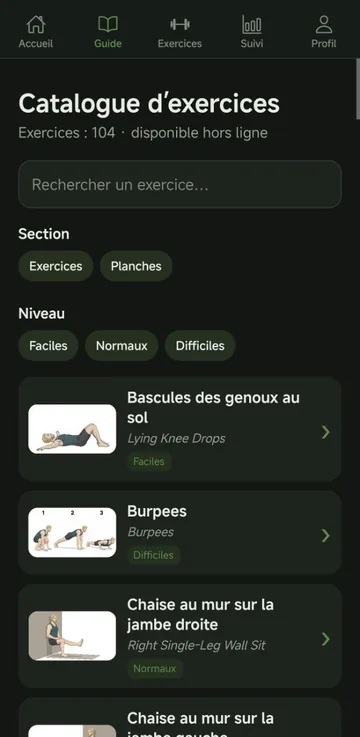 Accueil
Guide
Exercices
Suivi
Profil
Catalogue d’exercices
Exercices : 104 · disponible hors ligne
Rechercher un exercice…
Section
Exercices
Planches
Niveau
Faciles
Normaux
Difficiles
Bascules des genoux au
sol
Lying Knee Drops
Faciles
1 2 3
Burpees
Burpees
Difficiles
Chaise au mur sur la
jambe droite
Right Single-Leg Wall Sit
Normaux
Chaise au mur sur la
jambe gauche